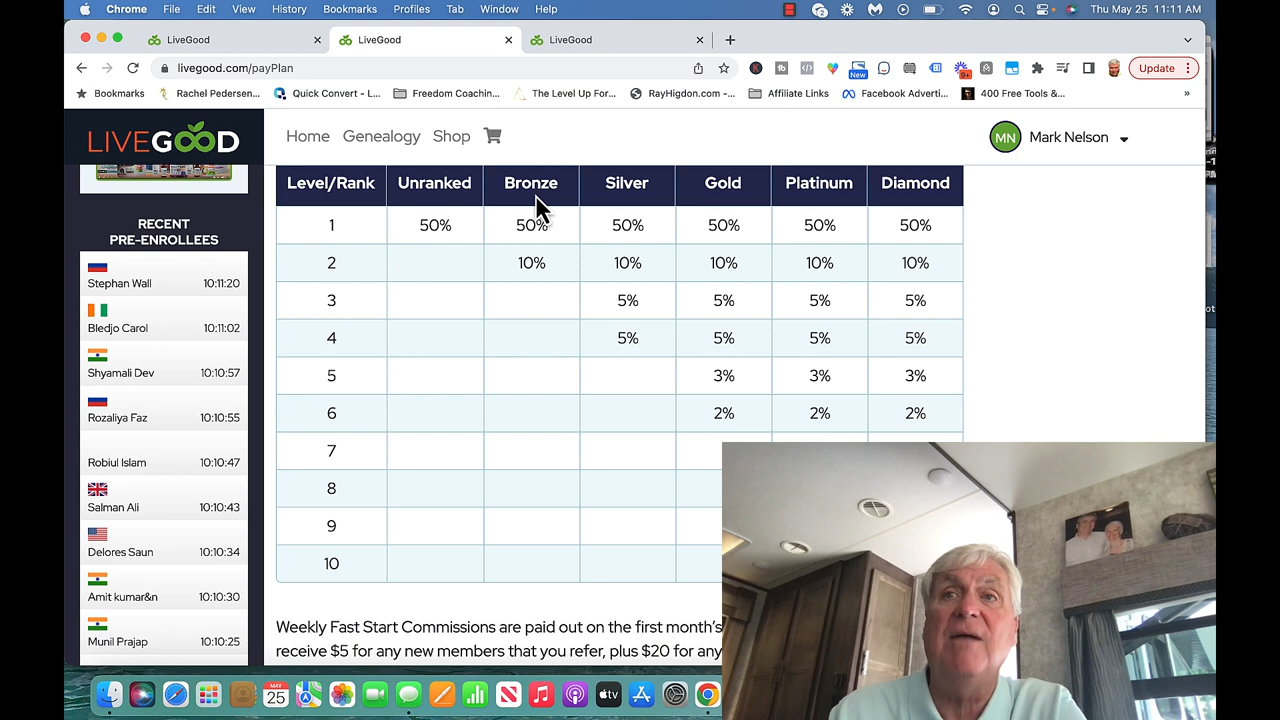 Chrome File Edit View History Bookmarks Profiles Tab Window Help 2 Thu May 25 11:11 AM
LiveGood LiveGood LiveGood
livegood.com/payPlan New 9+ Update
Bookmarks Rachel Pedersen... Quick Convert - L... Freedom Coachin... The Level Up For... RayHigdon.com -... Affiliate Links Facebook Adverti... 400 Free Tools &... »
LIVEGOOD Home Genealogy Shop MN Mark Nelson
Level/Rank Unranked Bronze Silver Gold Platinum Diamond
1 50% 50% 50% 50% 50% 50%
2 10% 10% 10% 10% 10%
3 5% 5% 5% 5%
4 5% 5% 5% 5%
5 3% 3% 3%
6 2% 2% 2%
7
8
9
10
Weekly Fast Start Commissions are paid out on the first month's
receive $5 for any new members that you refer, plus $20 for any
RECENT
PRE-ENROLLEES
Stephan Wall 10:11:20
Bledjo Carol 10:11:02
Shyamali Dev 10:10:57
Rozaliya Faz 10:10:55
Robiul Islam 10:10:47
Salman Ali 10:10:43
Delores Saun 10:10:34
Amit kumar&n 10:10:30
Munil Prajap 10:10:25
MAY
25
tv